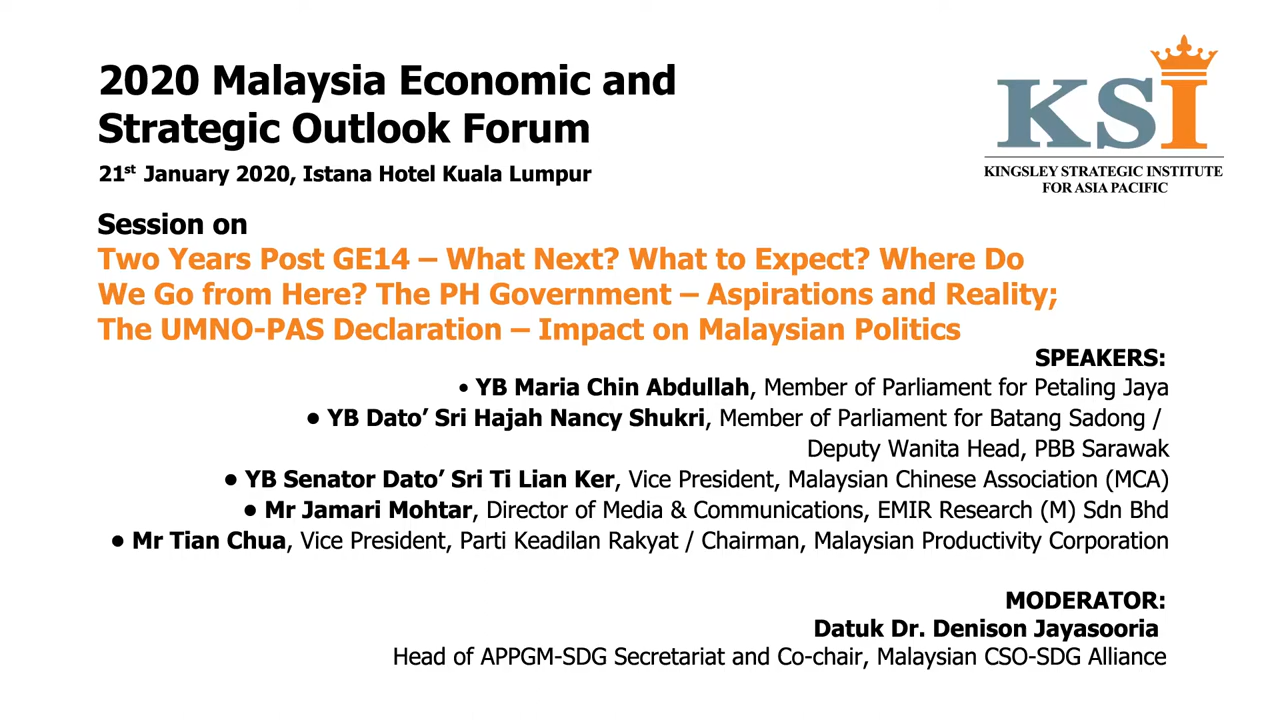 2020 Malaysia Economic and
Strategic Outlook Forum
21st January 2020, Istana Hotel Kuala Lumpur
KSI
KINGSLEY STRATEGIC INSTITUTE
FOR ASIA PACIFIC
Session on
Two Years Post GE14 – What Next? What to Expect? Where Do
We Go from Here? The PH Government – Aspirations and Reality;
The UMNO-PAS Declaration – Impact on Malaysian Politics
SPEAKERS:
• YB Maria Chin Abdullah, Member of Parliament for Petaling Jaya
• YB Dato’ Sri Hajah Nancy Shukri, Member of Parliament for Batang Sadong /
Deputy Wanita Head, PBB Sarawak
• YB Senator Dato’ Sri Ti Lian Ker, Vice President, Malaysian Chinese Association (MCA)
• Mr Jamari Mohtar, Director of Media & Communications, EMIR Research (M) Sdn Bhd
• Mr Tian Chua, Vice President, Parti Keadilan Rakyat / Chairman, Malaysian Productivity Corporation
MODERATOR:
Datuk Dr. Denison Jayasooria
Head of APPGM-SDG Secretariat and Co-chair, Malaysian CSO-SDG Alliance